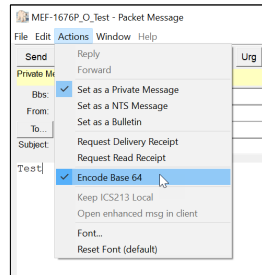 MEF-1676P_O_Test - Packet Message
File Edit Actions Window Help
Send Urg
Private Me
Bbs:
From:
To...
Subject:
Test
Reply
Forward
Set as a Private Message
Set as a NTS Message
Set as a Bulletin
Request Delivery Receipt
Request Read Receipt
Encode Base 64
Keep ICS213 Local
Open enhanced msg in client
Font...
Reset Font (default)